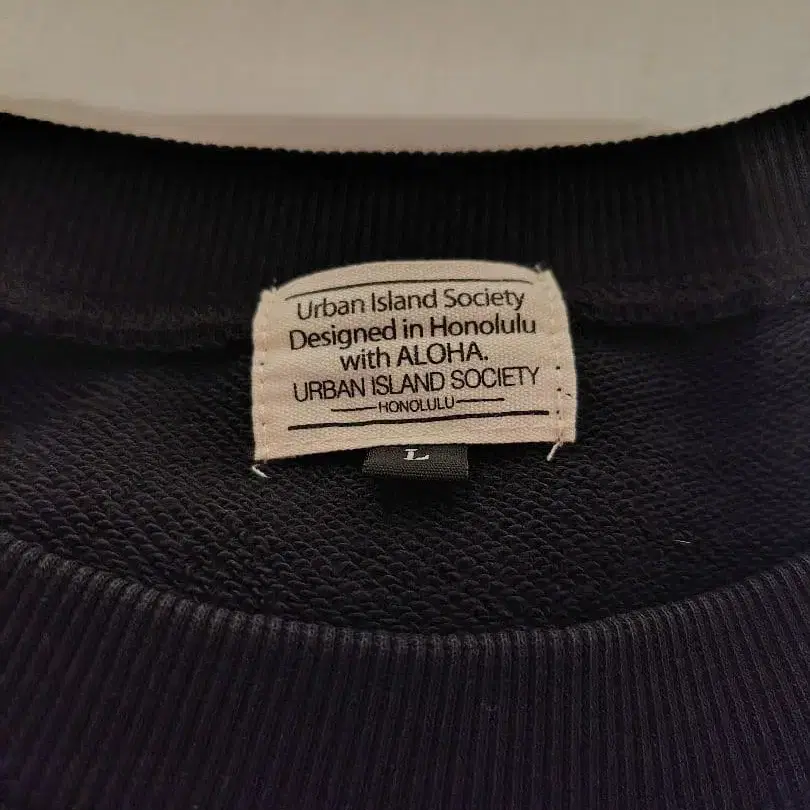 Urban Island Society
Designed in Honolulu
with ALOHA.
URBAN ISLAND SOCIETY
HONOLULU
L